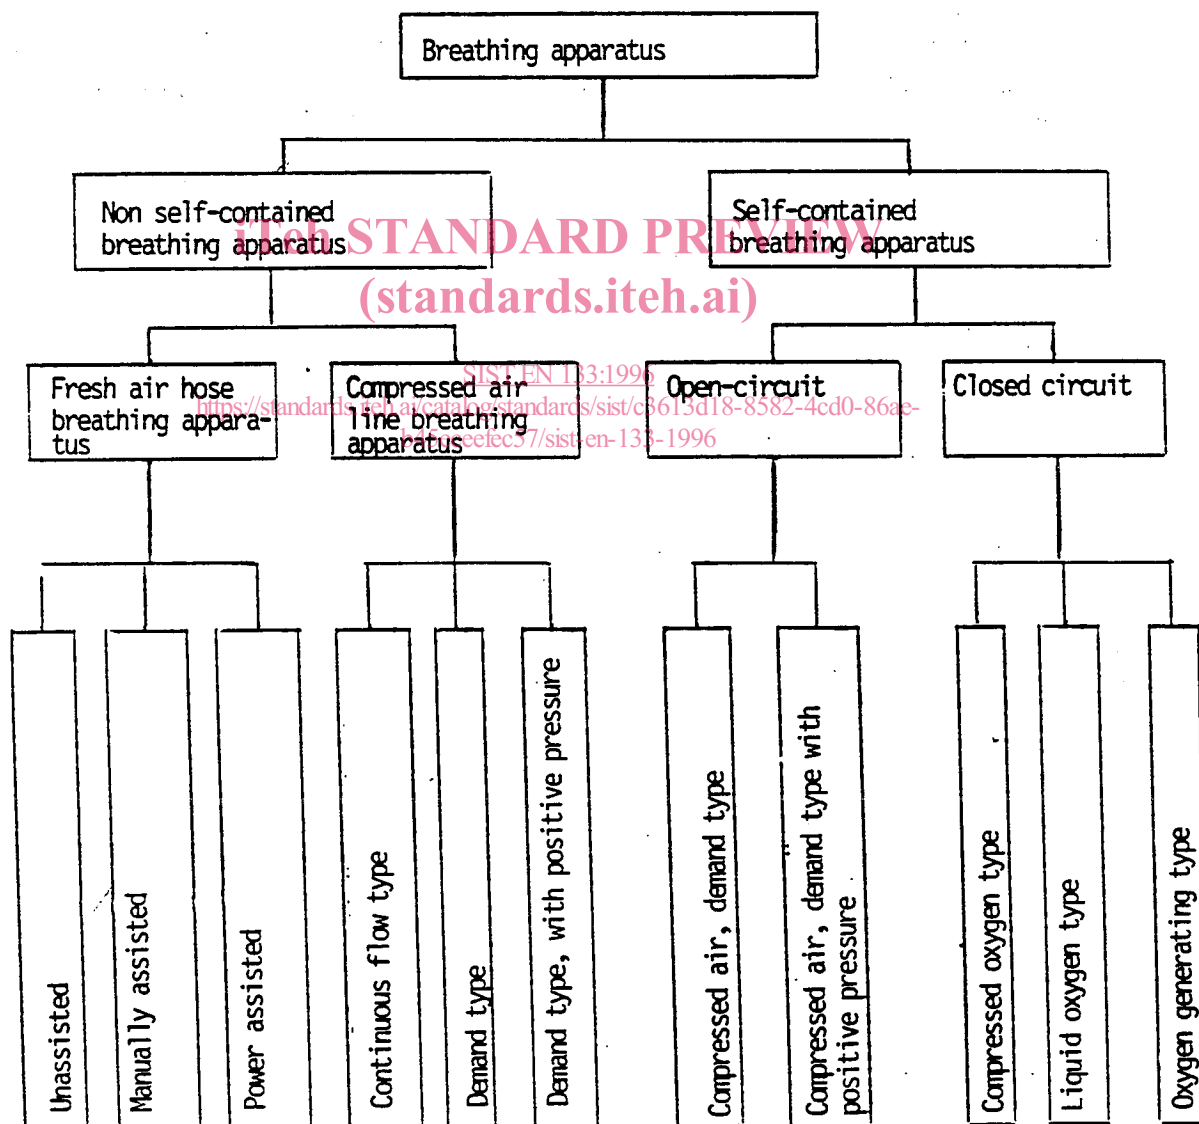 Breathing apparatus
Non self-contained
breathing apparatus
Self-contained
breathing apparatus
iTeh STANDARD PREVIEW
(standards.iteh.ai)
Fresh air hose
breathing appara-
tus
Compressed air
line breathing
apparatus
Open-circuit
Closed circuit
SIST EN 133:1996
https://standards.iteh.ai/catalog/standards/sist/c3613d18-8582-4cd0-86ae-
/sist-en-133-1996
Unassisted
Manually assisted
Power assisted
Continuous flow type
Demand type
Demand type, with positive pressure
Compressed air, demand type
Compressed air, demand type with
positive pressure
Compressed oxygen type
Liquid oxygen type
Oxygen generating type